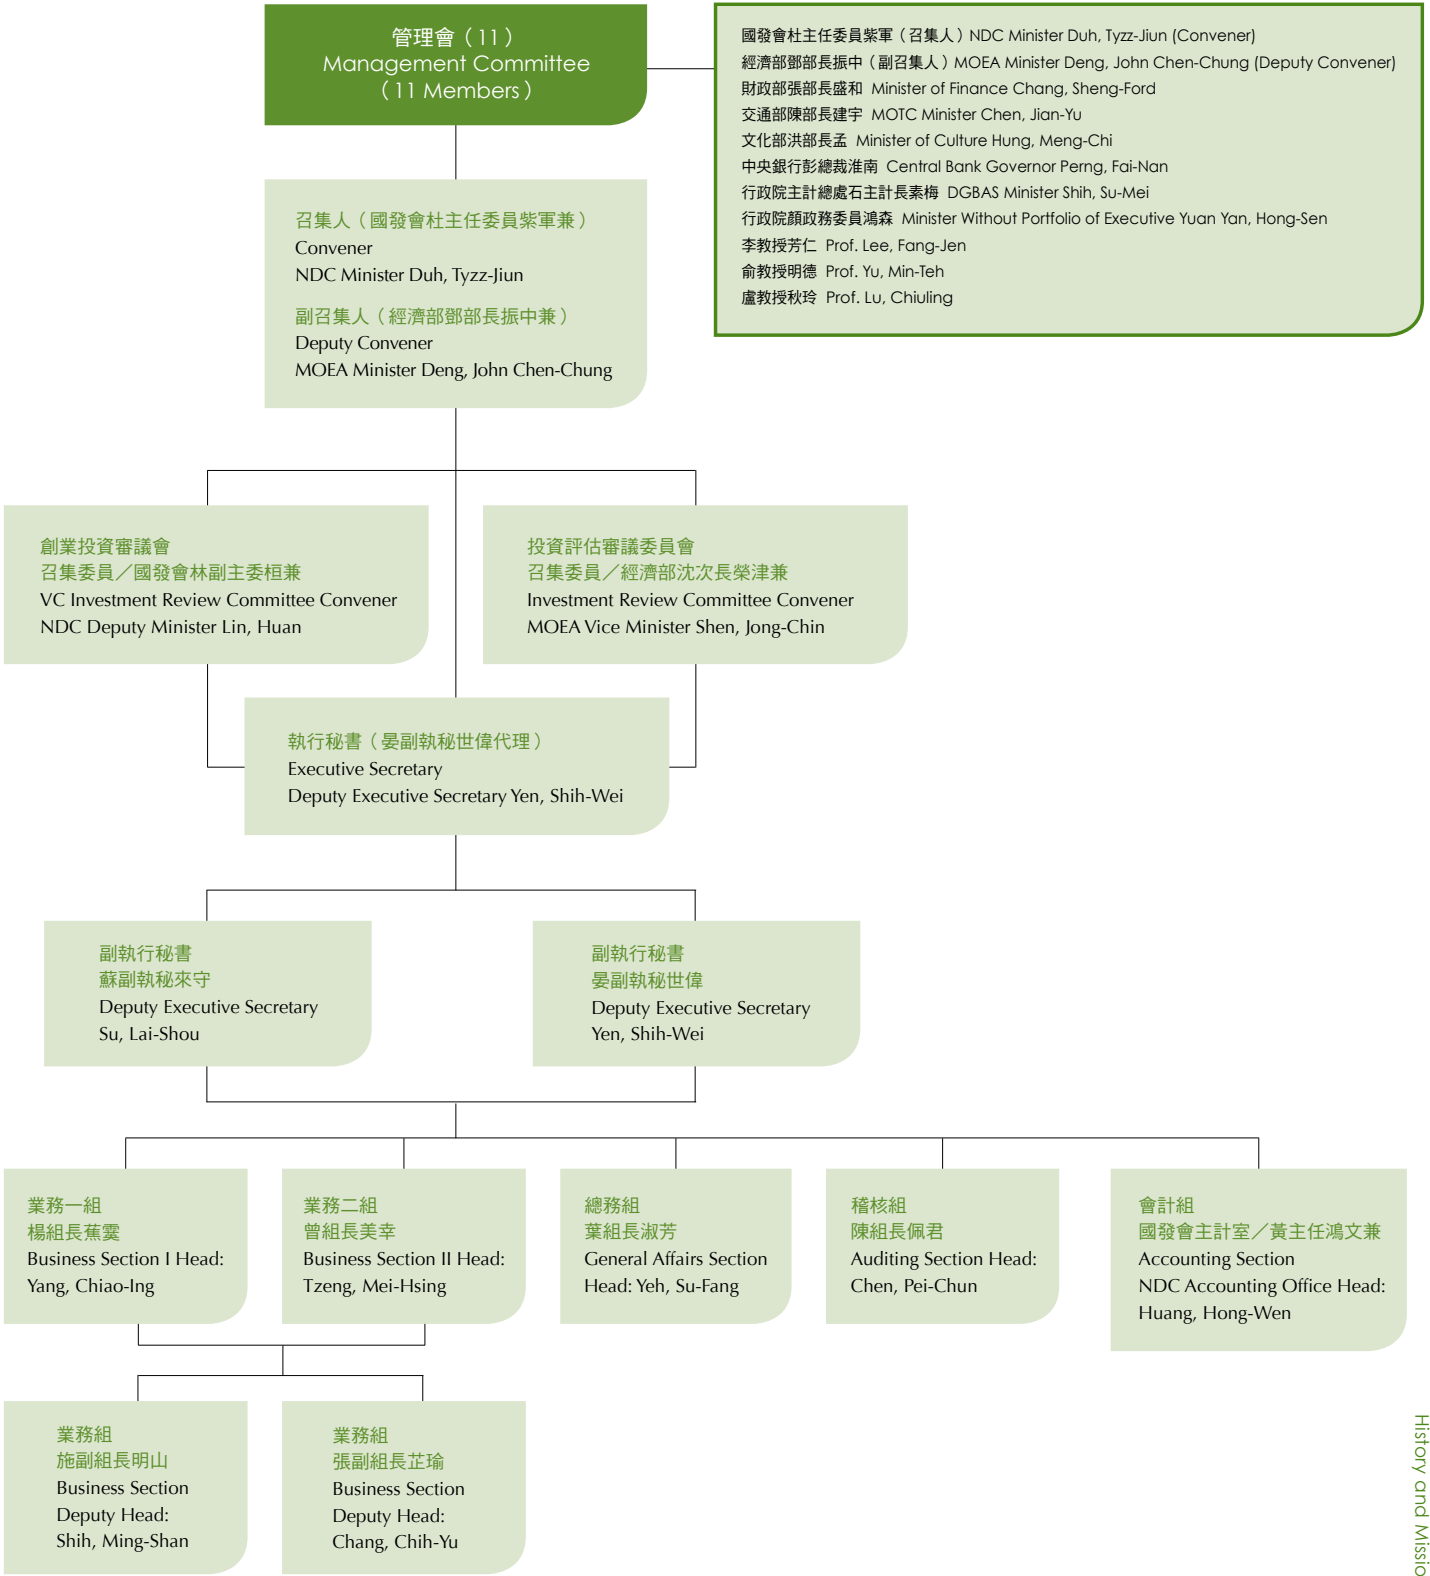 管理會（11）
Management Committee
（11 Members）
國發會杜主任委員紫軍（召集人）NDC Minister Duh, Tyzz-Jiun (Convener)
經濟部鄧部長振中（副召集人）MOEA Minister Deng, John Chen-Chung (Deputy Convener)
財政部張部長盛和 Minister of Finance Chang, Sheng-Ford
交通部陳部長建宇 MOTC Minister Chen, Jian-Yu
文化部洪部長孟 Minister of Culture Hung, Meng-Chi
中央銀行彭總裁淮南 Central Bank Governor Perng, Fai-Nan
行政院主計總處石主計長素梅 DGBAS Minister Shih, Su-Mei
行政院顏政務委員鴻森 Minister Without Portfolio of Executive Yuan Yan, Hong-Sen
李教授芳仁 Prof. Lee, Fang-Jen
俞教授明德 Prof. Yu, Min-Teh
盧教授秋玲 Prof. Lu, Chiuling
召集人（國發會杜主任委員紫軍兼）
Convener
NDC Minister Duh, Tyzz-Jiun
副召集人（經濟部鄧部長振中兼）
Deputy Convener
MOEA Minister Deng, John Chen-Chung
創業投資審議會
召集委員／國發會林副主委桓兼
VC Investment Review Committee Convener
NDC Deputy Minister Lin, Huan
投資評估審議委員會
召集委員／經濟部沈次長榮津兼
Investment Review Committee Convener
MOEA Vice Minister Shen, Jong-Chin
執行秘書（晏副執秘世偉代理）
Executive Secretary
Deputy Executive Secretary Yen, Shih-Wei
副執行秘書
蘇副執秘來守
Deputy Executive Secretary
Su, Lai-Shou
副執行秘書
晏副執秘世偉
Deputy Executive Secretary
Yen, Shih-Wei
業務一組
楊組長蕉霙
Business Section I Head:
Yang, Chiao-Ing
業務二組
曾組長美幸
Business Section II Head:
Tzeng, Mei-Hsing
總務組
葉組長淑芳
General Affairs Section
Head: Yeh, Su-Fang
稽核組
陳組長佩君
Auditing Section Head:
Chen, Pei-Chun
會計組
國發會主計室／黃主任鴻文兼
Accounting Section
NDC Accounting Office Head:
Huang, Hong-Wen
業務組
施副組長明山
Business Section
Deputy Head:
Shih, Ming-Shan
業務組
張副組長芷瑜
Business Section
Deputy Head:
Chang, Chih-Yu
History and Missio